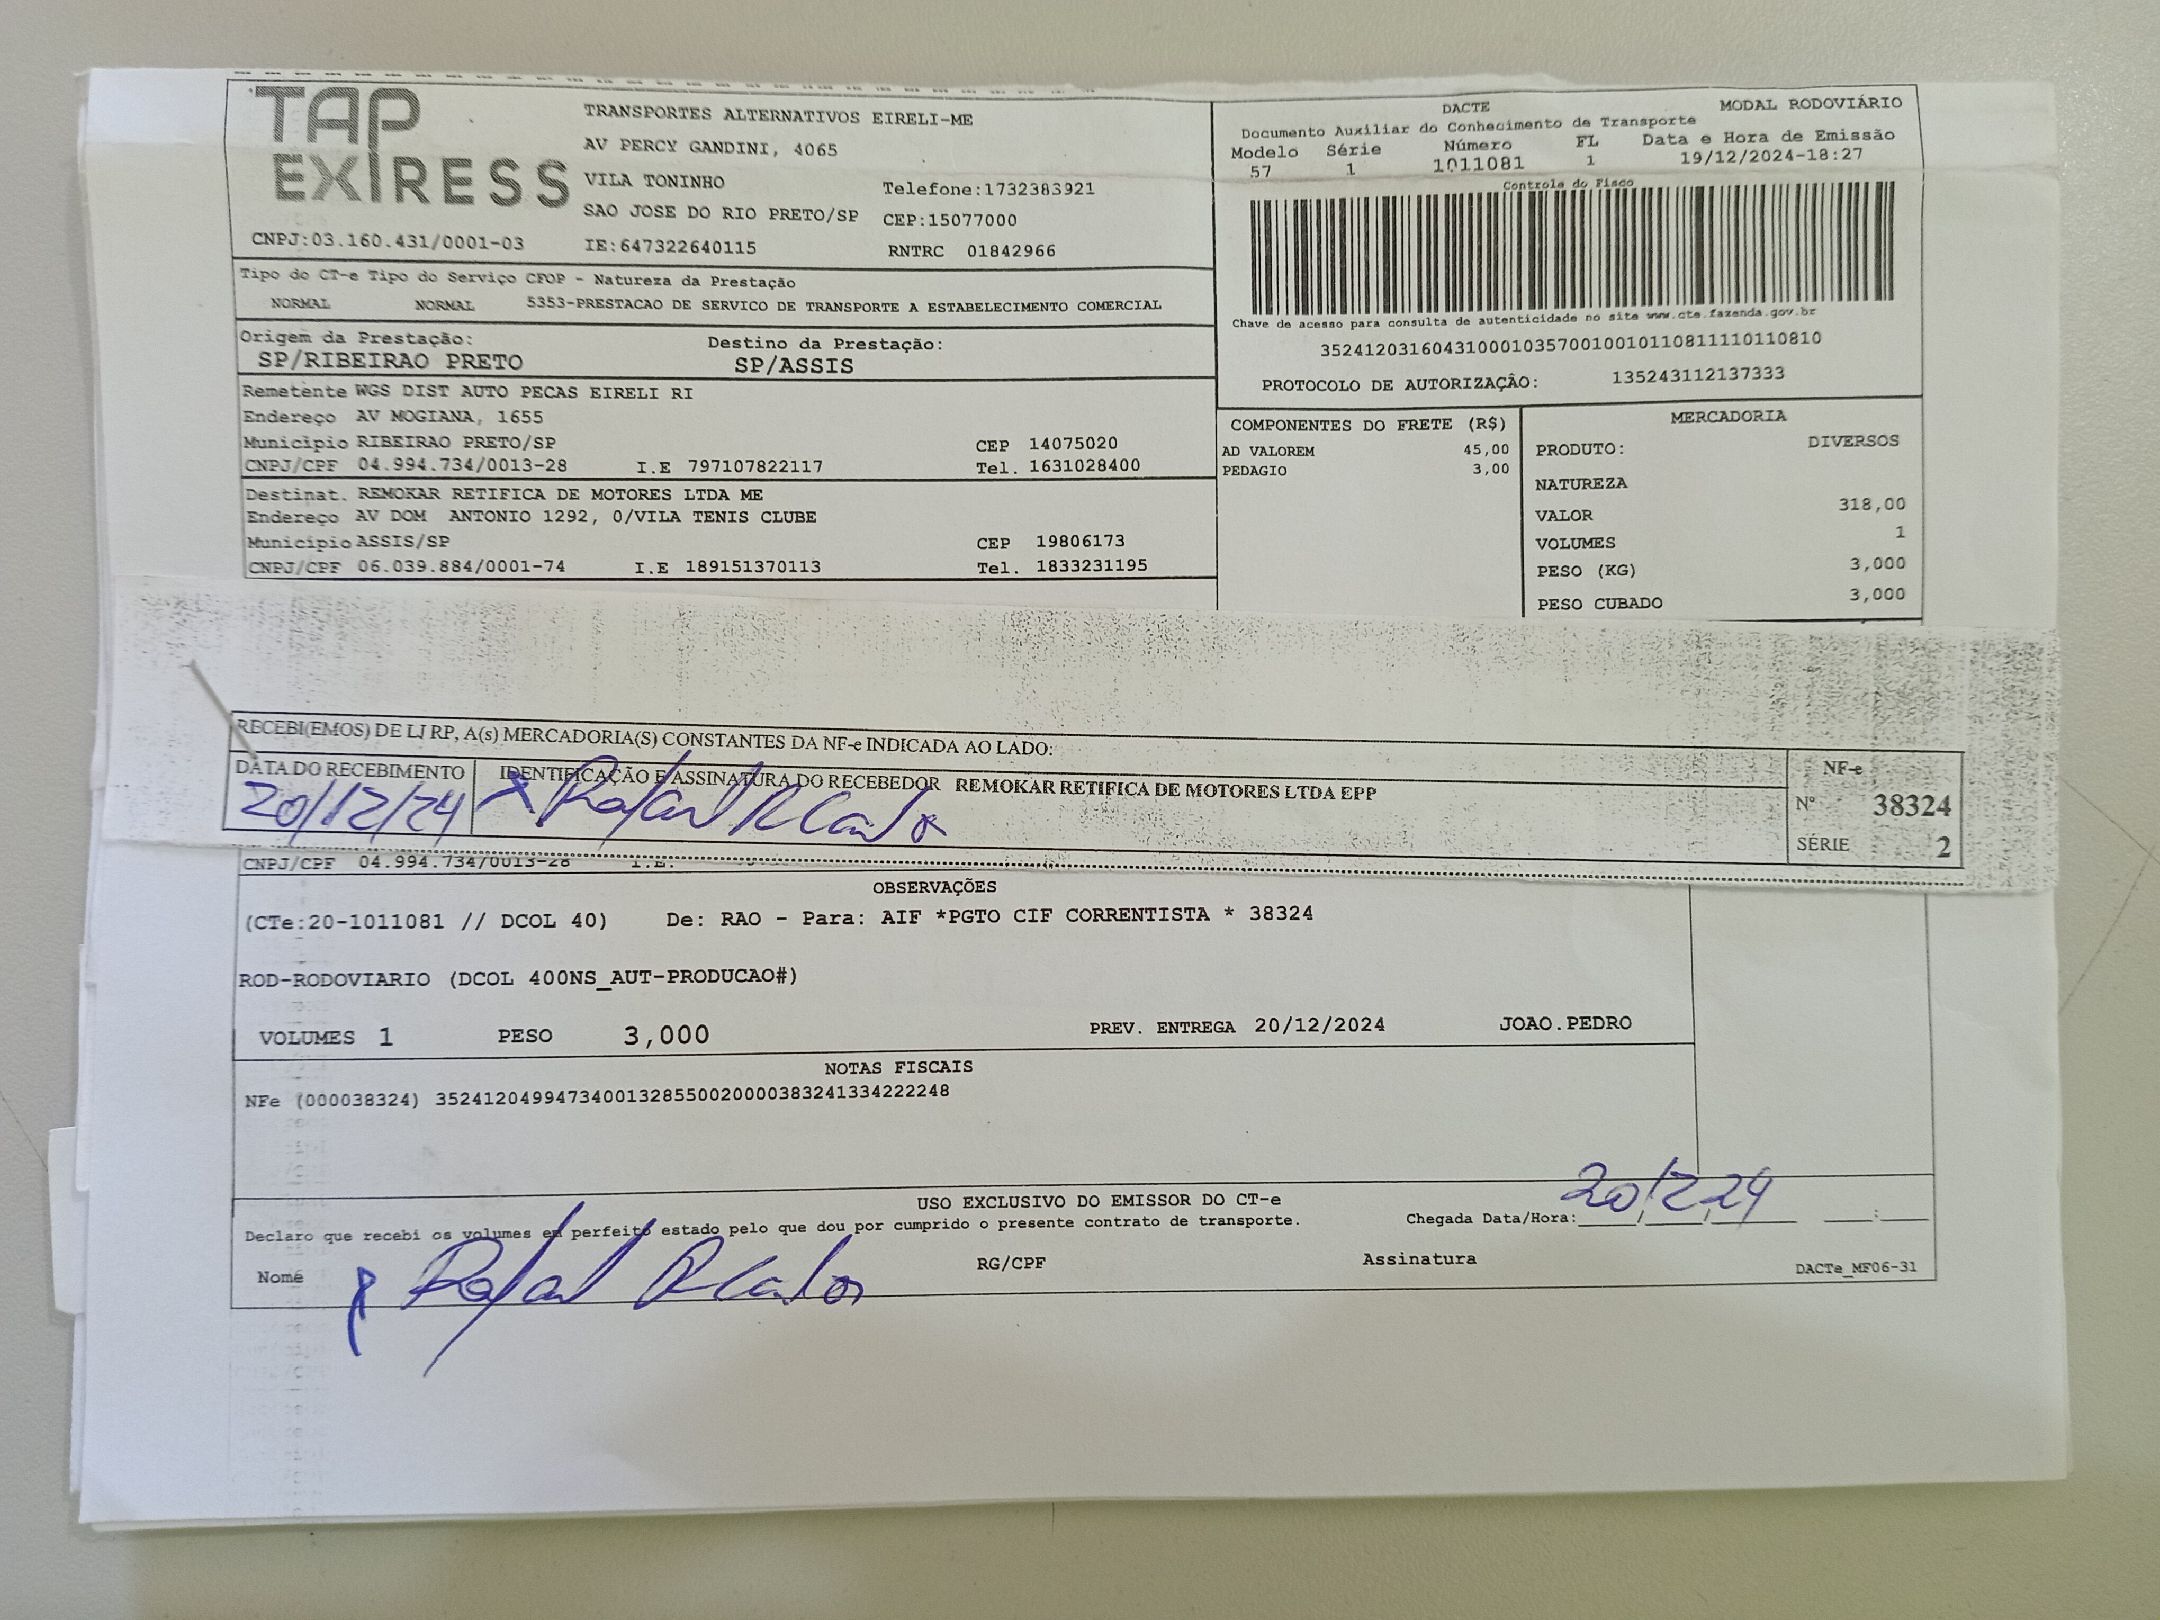 TAP
EXPRESS
TRANSPORTES ALTERNATIVOS EIRELI-ME
AV PERCY GANDINI, 4065
VILA TONINHO Telefone:1732383921
SAO JOSE DO RIO PRETO/SP CEP:15077000
CNPJ:03.160.431/0001-03 IE:647322640115 RNTRC 01842966
DACTE MODAL RODOVIÁRIO
Documento Auxiliar do Conhecimento de Transporte
Modelo Série Número FL Data e Hora de Emissão
57 1 1011081 1 19/12/2024-18:27
Controle do Fisco
Chave de acesso para consulta de autenticidade no site www.cte.fazenda.gov.br
35241203160431000103570010010110811110110810
PROTOCOLO DE AUTORIZAÇÂO: 135243112137333
Tipo do CT-e Tipo do Serviço CFOP - Natureza da Prestação
NORMAL NORMAL 5353-PRESTACAO DE SERVICO DE TRANSPORTE A ESTABELECIMENTO COMERCIAL
Origem da Prestação: Destino da Prestação:
SP/RIBEIRAO PRETO SP/ASSIS
Remetente WGS DIST AUTO PECAS EIRELI RI
Endereço AV MOGIANA, 1655
Municipio RIBEIRAO PRETO/SP CEP 14075020
CNPJ/CPF 04.994.734/0013-28 I.E 797107822117 Tel. 1631028400
Destinat. REMOKAR RETIFICA DE MOTORES LTDA ME
Endereço AV DOM ANTONIO 1292, 0/VILA TENIS CLUBE
Municipio ASSIS/SP CEP 19806173
CNPJ/CPF 06.039.884/0001-74 I.E 189151370113 Tel. 1833231195
COMPONENTES DO FRETE (R$)
AD VALOREM 45,00
PEDAGIO 3,00
MERCADORIA
PRODUTO: DIVERSOS
NATUREZA
VALOR 318,00
VOLUMES 1
PESO (KG) 3,000
PESO CUBADO 3,000
RECEBI(EMOS) DE LJ RP, A(s) MERCADORIA(S) CONSTANTES DA NF-e INDICADA AO LADO:
DATA DO RECEBIMENTO IDENTIFICAÇÃO E ASSINATURA DO RECEBEDOR REMOKAR RETIFICA DE MOTORES LTDA EPP
20/12/24 Rafael
NF-e
Nº 38324
SÉRIE 2
CNPJ/CPF 04.994.734/0013-28 I.E.
OBSERVAÇÕES
(CTe:20-1011081 // DCOL 40) De: RAO - Para: AIF *PGTO CIF CORRENTISTA * 38324
ROD-RODOVIARIO (DCOL 400NS_AUT-PRODUCAO#)
VOLUMES 1 PESO 3,000 PREV. ENTREGA 20/12/2024 JOAO.PEDRO
NOTAS FISCAIS
NFe (000038324) 35241204994734001328550020000383241334222248
USO EXCLUSIVO DO EMISSOR DO CT-e
Declaro que recebi os volumes em perfeito estado pelo que dou por cumprido o presente contrato de transporte. Chegada Data/Hora: 20/12 24
Nome Rafael RG/CPF Assinatura DACTe_MF06-31